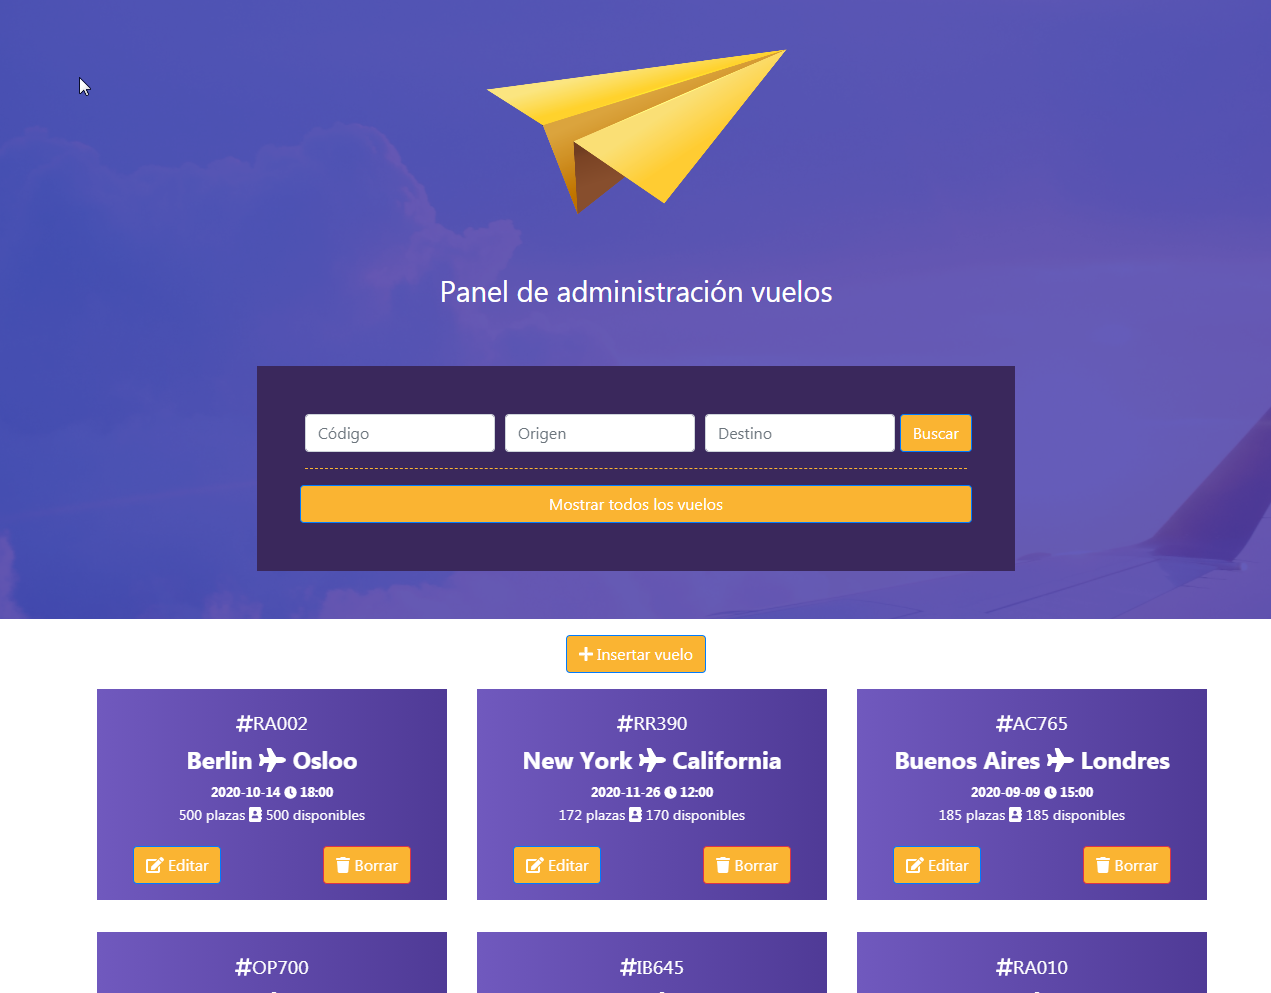 Panel de administración vuelos
Código
Origen
Destino
Buscar
Mostrar todos los vuelos
Insertar vuelo
#RA002
Berlin Osloo
2020-10-14 18:00
500 plazas 500 disponibles
Editar
Borrar
#RR390
New York California
2020-11-26 12:00
172 plazas 170 disponibles
Editar
Borrar
#AC765
Buenos Aires Londres
2020-09-09 15:00
185 plazas 185 disponibles
Editar
Borrar
#OP700
#IB645
#RA010